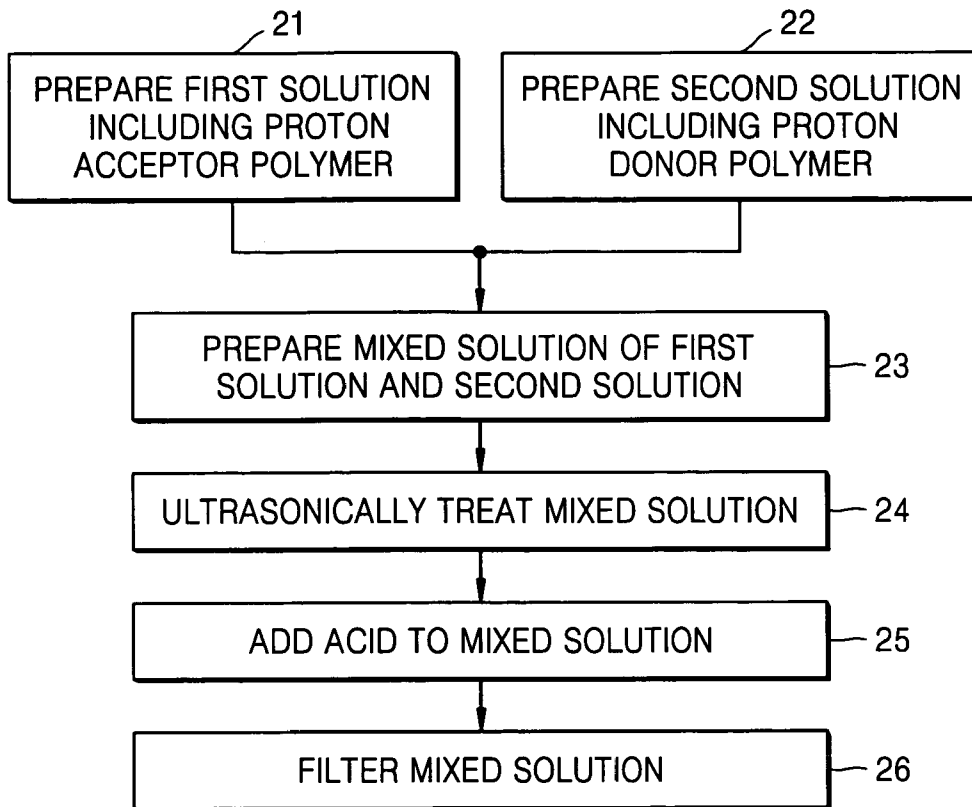 21
PREPARE FIRST SOLUTION
INCLUDING PROTON
ACCEPTOR POLYMER
22
PREPARE SECOND SOLUTION
INCLUDING PROTON
DONOR POLYMER
PREPARE MIXED SOLUTION OF FIRST
SOLUTION AND SECOND SOLUTION
23
ULTRASONICALLY TREAT MIXED SOLUTION
24
ADD ACID TO MIXED SOLUTION
25
FILTER MIXED SOLUTION
26